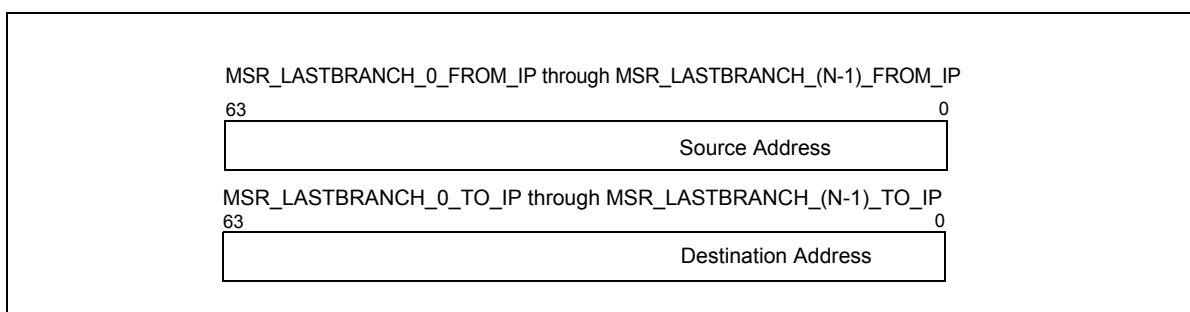 MSR_LASTBRANCH_0_FROM_IP through MSR_LASTBRANCH_(N-1)_FROM_IP
63 0
Source Address
MSR_LASTBRANCH_0_TO_IP through MSR_LASTBRANCH_(N-1)_TO_IP
63 0
Destination Address